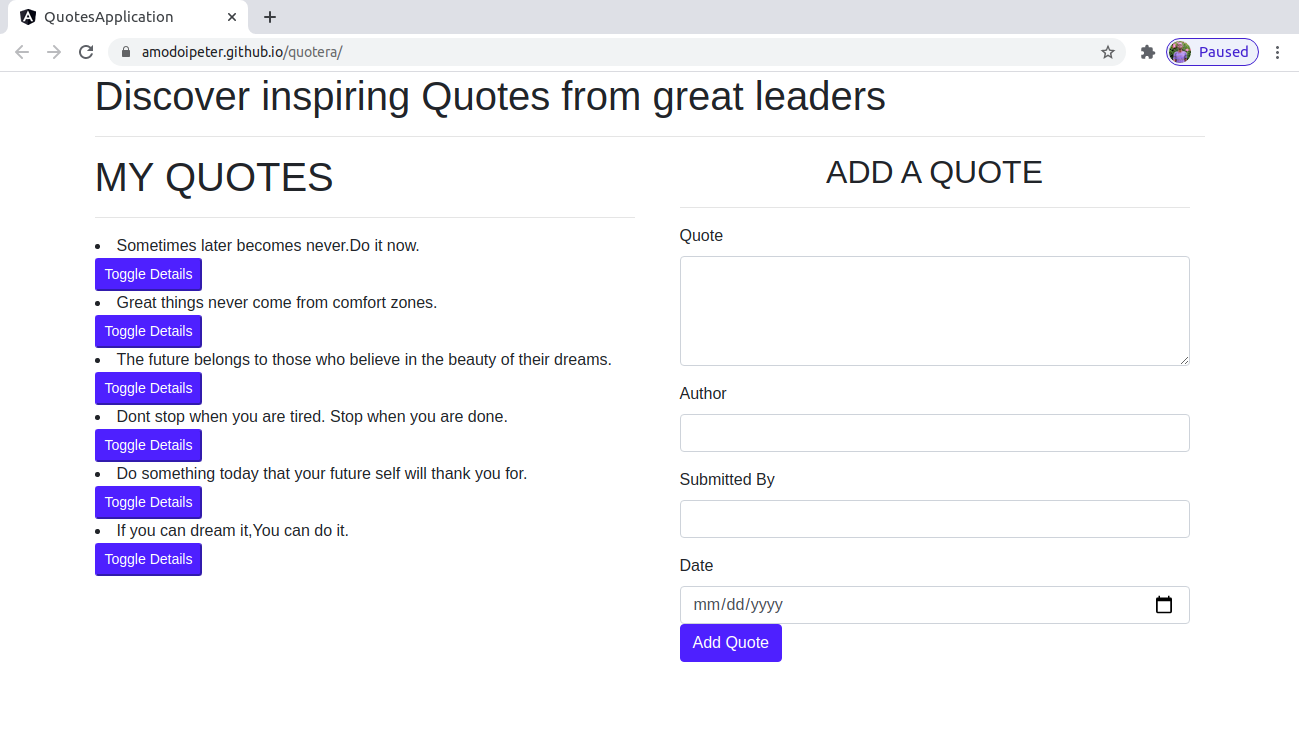 QuotesApplication
amodoipeter.github.io/quotera/
Paused
Discover inspiring Quotes from great leaders
MY QUOTES
Sometimes later becomes never.Do it now.
Toggle Details
Great things never come from comfort zones.
Toggle Details
The future belongs to those who believe in the beauty of their dreams.
Toggle Details
Dont stop when you are tired. Stop when you are done.
Toggle Details
Do something today that your future self will thank you for.
Toggle Details
If you can dream it,You can do it.
Toggle Details
ADD A QUOTE
Quote
Author
Submitted By
Date
mm/dd/yyyy
Add Quote